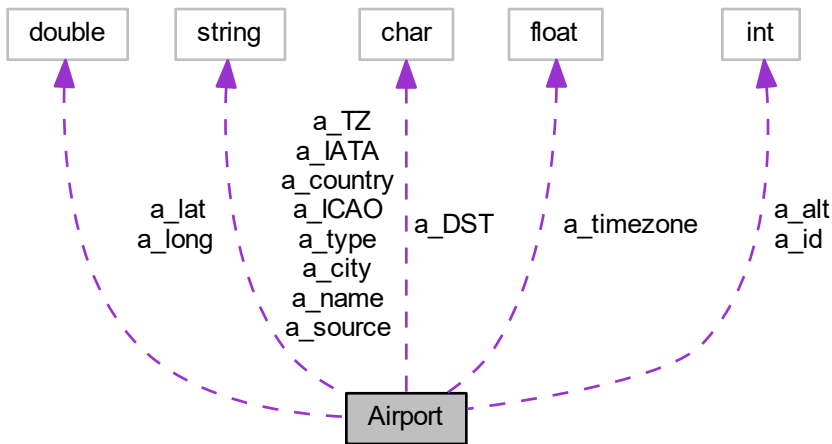 double
string
char
float
int
a_lat
a_long
a_TZ
a_IATA
a_country
a_ICAO
a_type
a_city
a_name
a_source
a_DST
a_timezone
a_alt
a_id
Airport